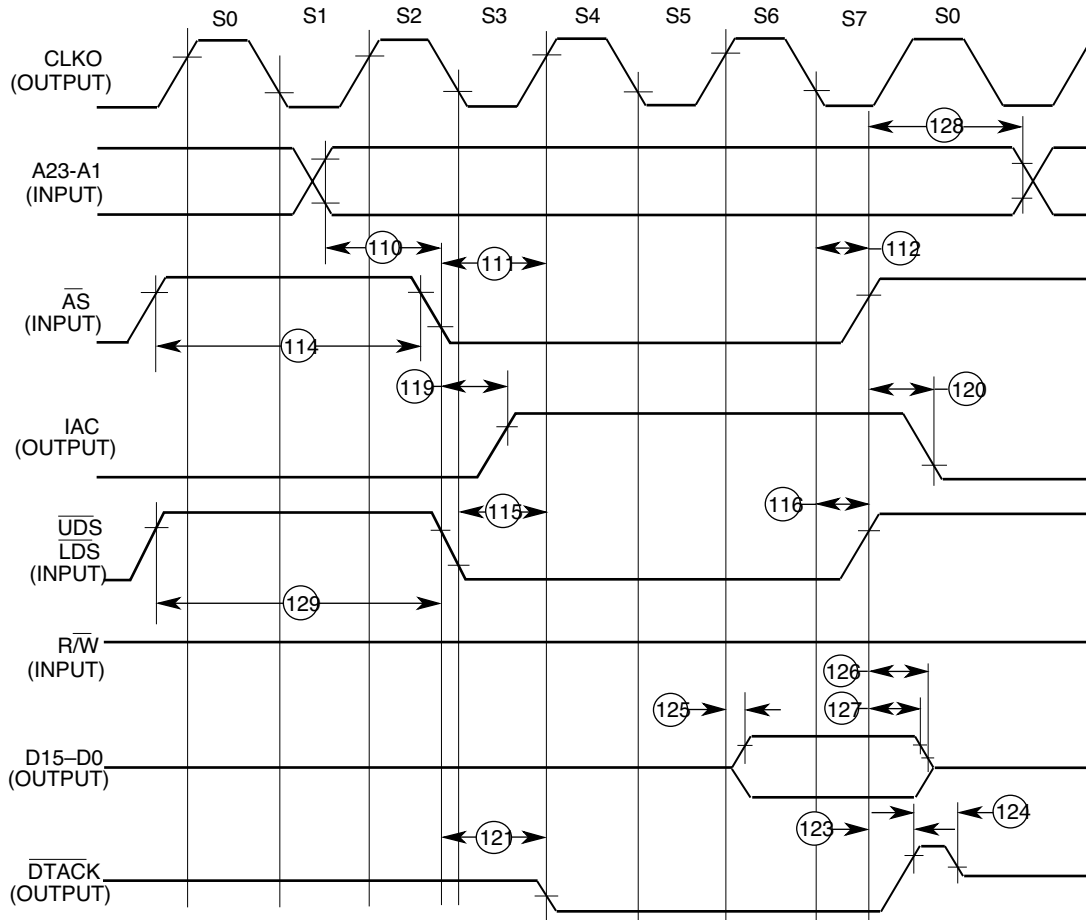 S0 S1 S2 S3 S4 S5 S6 S7 S0
CLKO
(OUTPUT)
128
A23-A1
(INPUT)
110
111
112
AS
(INPUT)
114
119
120
IAC
(OUTPUT)
116
115
UDS
LDS
(INPUT)
129
R/W
(INPUT)
126
125
127
D15–D0
(OUTPUT)
124
123
121
DTACK
(OUTPUT)